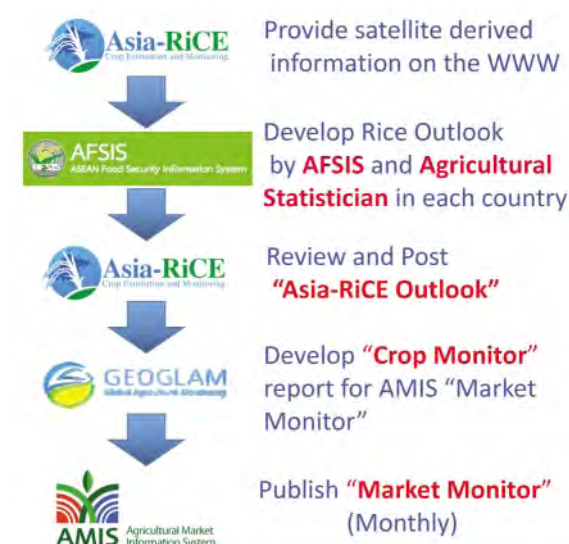 Asia-RiCE
Crop Estimation and Monitoring
Provide satellite derived
information on the WWW
AFSIS
ASEAN Food Security Information System
Develop Rice Outlook
by AFSIS and Agricultural
Statistician in each country
Asia-RiCE
Crop Estimation and Monitoring
Review and Post
“Asia-RiCE Outlook”
GEOGLAM
Global Agricultural Monitoring
Develop “Crop Monitor”
report for AMIS “Market
Monitor”
AMIS
Agricultural Market
Information System
Publish “Market Monitor”
(Monthly)